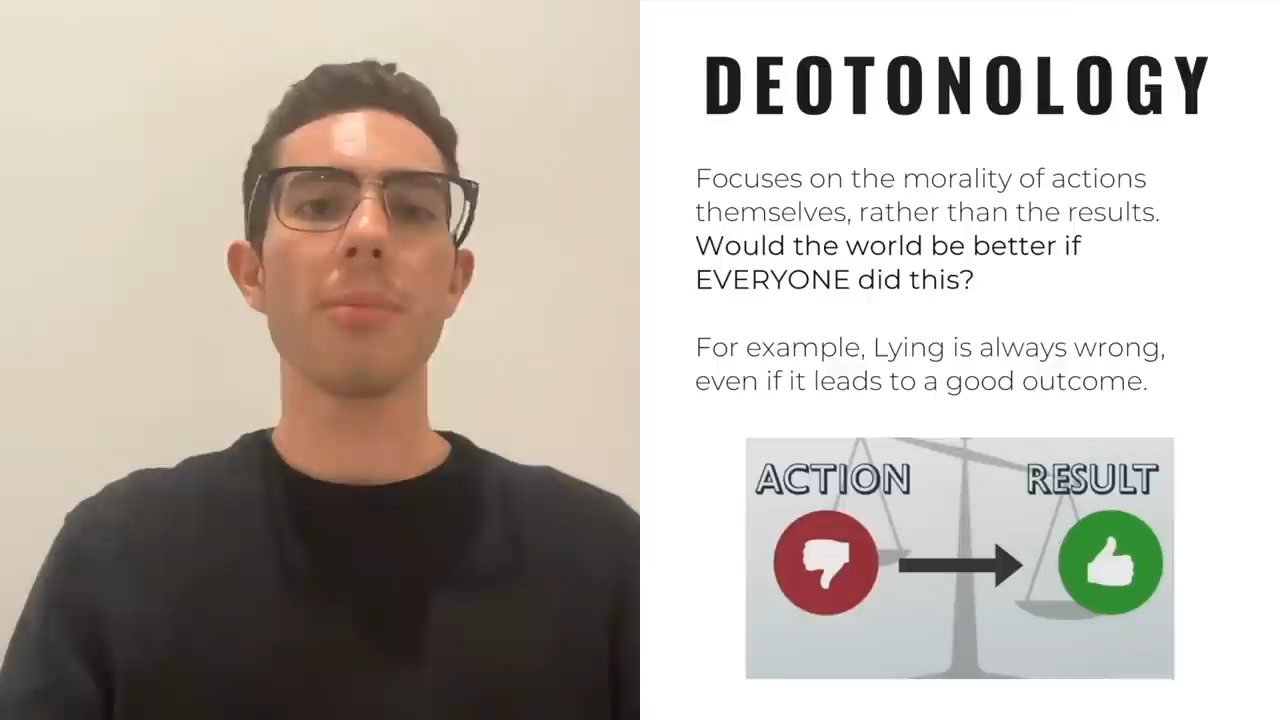 DEOTONOLOGY
Focuses on the morality of actions
themselves, rather than the results.
Would the world be better if
EVERYONE did this?
For example, Lying is always wrong,
even if it leads to a good outcome.
ACTION RESULT